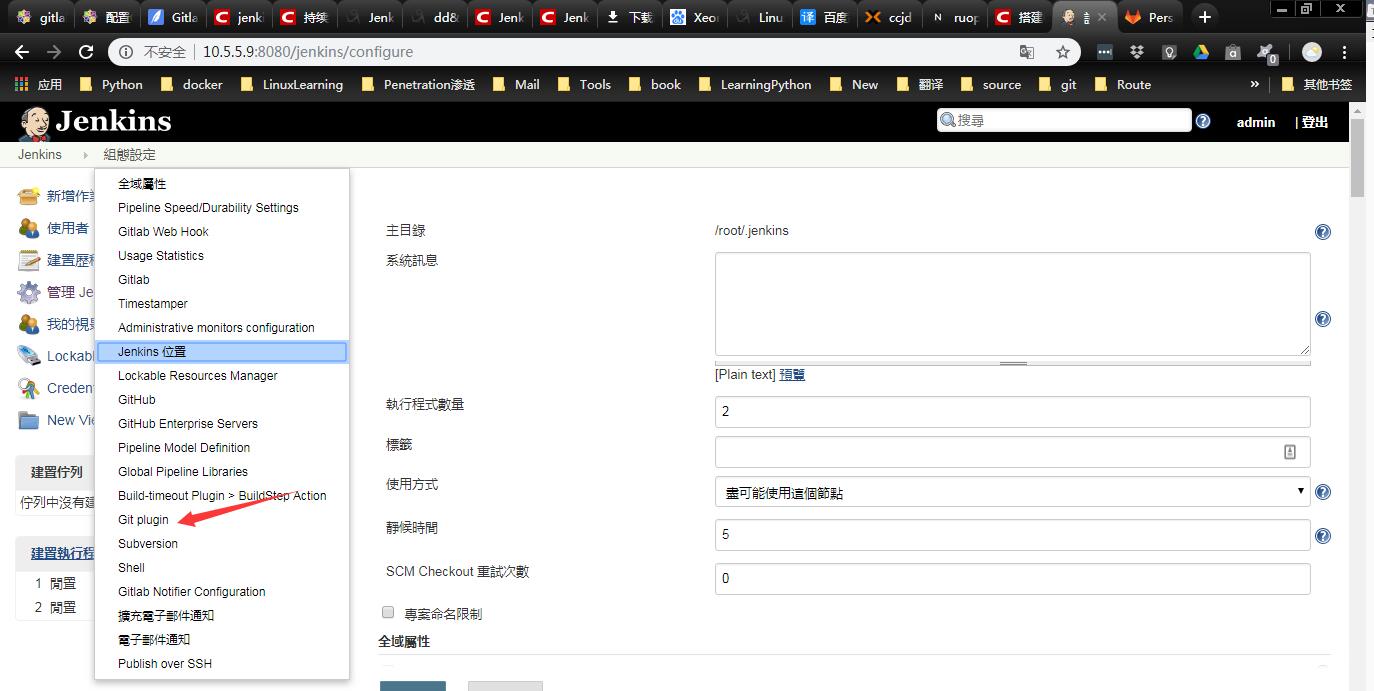 gitla 配置 Gitla jenki 持续 Jenk dd8& Jenk Jenk 下载 Xeo Linu 百度 ccjd ruop 搭建 Pers
不安全 10.5.5.9:8080/jenkins/configure
应用 Python docker LinuxLearning Penetration渗透 Mail Tools book LearningPython New 翻译 source git Route » 其他书签
Jenkins 搜尋 admin | 登出
Jenkins 組態設定
新增作
使用者
建置歷
管理 Je
我的視
Lockabl
Creden
New Vi
建置佇列
佇列中沒有建
建置執行程
1 閒置
2 閒置
全域屬性
Pipeline Speed/Durability Settings
Gitlab Web Hook
Usage Statistics
Gitlab
Timestamper
Administrative monitors configuration
Jenkins 位置
Lockable Resources Manager
GitHub
GitHub Enterprise Servers
Pipeline Model Definition
Global Pipeline Libraries
Build-timeout Plugin > BuildStep Action
Git plugin
Subversion
Shell
Gitlab Notifier Configuration
擴充電子郵件通知
電子郵件通知
Publish over SSH
主目錄 /root/.jenkins
系統訊息
[Plain text] 預覽
執行程式數量 2
標籤
使用方式 盡可能使用這個節點
靜候時間 5
SCM Checkout 重試次數 0
專案命名限制
全域屬性